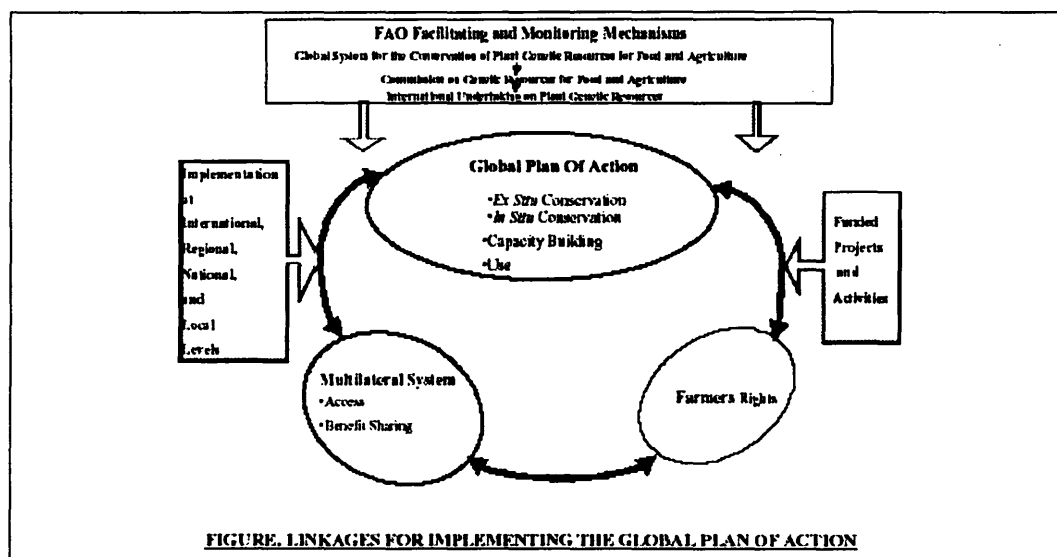 FAO Facilitating and Monitoring Mechanisms
Global System for the Conservation of Plant Genetic Resources for Food and Agriculture
Commission on Genetic Resources for Food and Agriculture
International Undertaking on Plant Genetic Resources
Global Plan Of Action
•Ex Situ Conservation
•In Situ Conservation
•Capacity Building
•Use
Implementation
at
International,
Regional,
National,
and
Local
Levels
Funded
Projects
and
Activities
Multilateral System
•Access
•Benefit Sharing
Farmers Rights
FIGURE. LINKAGES FOR IMPLEMENTING THE GLOBAL PLAN OF ACTION